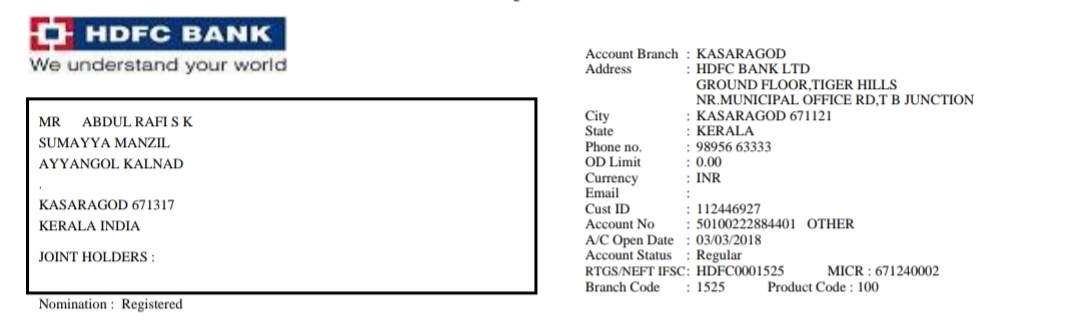 HDFC BANK
We understand your world
MR ABDUL RAFI S K
SUMAYYA MANZIL
AYYANGOL KALNAD
.
KASARAGOD 671317
KERALA INDIA
JOINT HOLDERS :
Nomination : Registered
Account Branch : KASARAGOD
Address : HDFC BANK LTD
GROUND FLOOR,TIGER HILLS
NR.MUNICIPAL OFFICE RD,T B JUNCTION
City : KASARAGOD 671121
State : KERALA
Phone no. : 98956 63333
OD Limit : 0.00
Currency : INR
Email :
Cust ID : 112446927
Account No : 50100222884401 OTHER
A/C Open Date : 03/03/2018
Account Status : Regular
RTGS/NEFT IFSC: HDFC0001525 MICR : 671240002
Branch Code : 1525 Product Code : 100